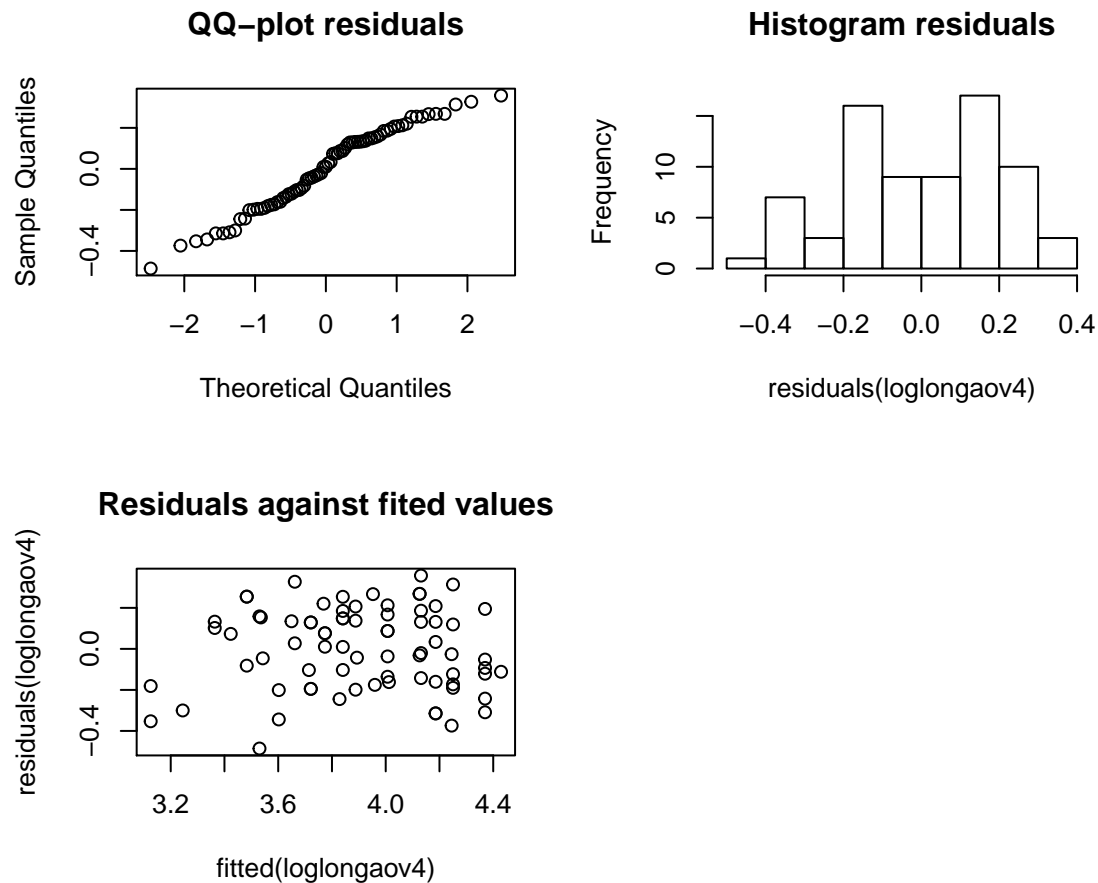 QQ−plot residuals
Sample Quantiles
−0.4 0.0
−2 −1 0 1 2
Theoretical Quantiles
Histogram residuals
Frequency
0 5 10
−0.4 −0.2 0.0 0.2 0.4
residuals(loglongaov4)
Residuals against fited values
residuals(loglongaov4)
−0.4 0.0
3.2 3.6 4.0 4.4
fitted(loglongaov4)